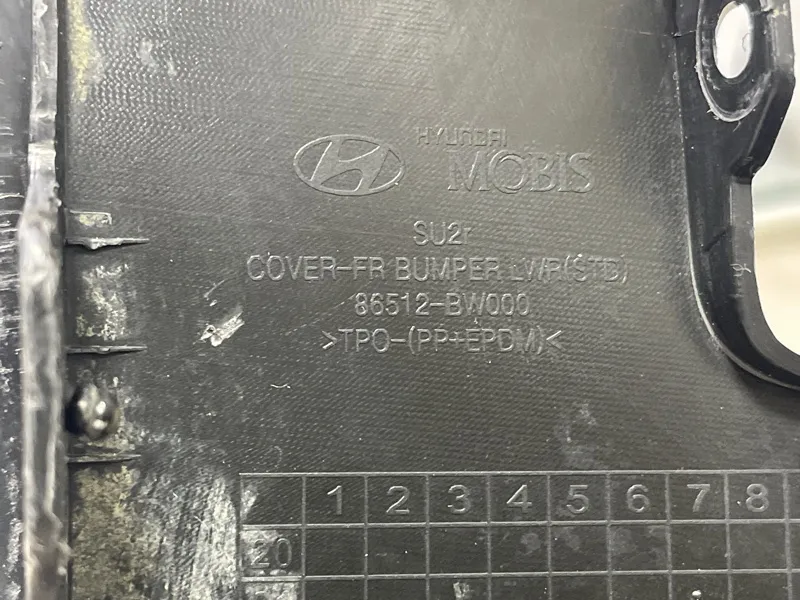 HYUNDAI
MOBIS
SU2r
COVER-FR BUMPER LWR(STD)
86512-BW000
>TPO-(PP+EPDM)<
1 2 3 4 5 6 7 8
20